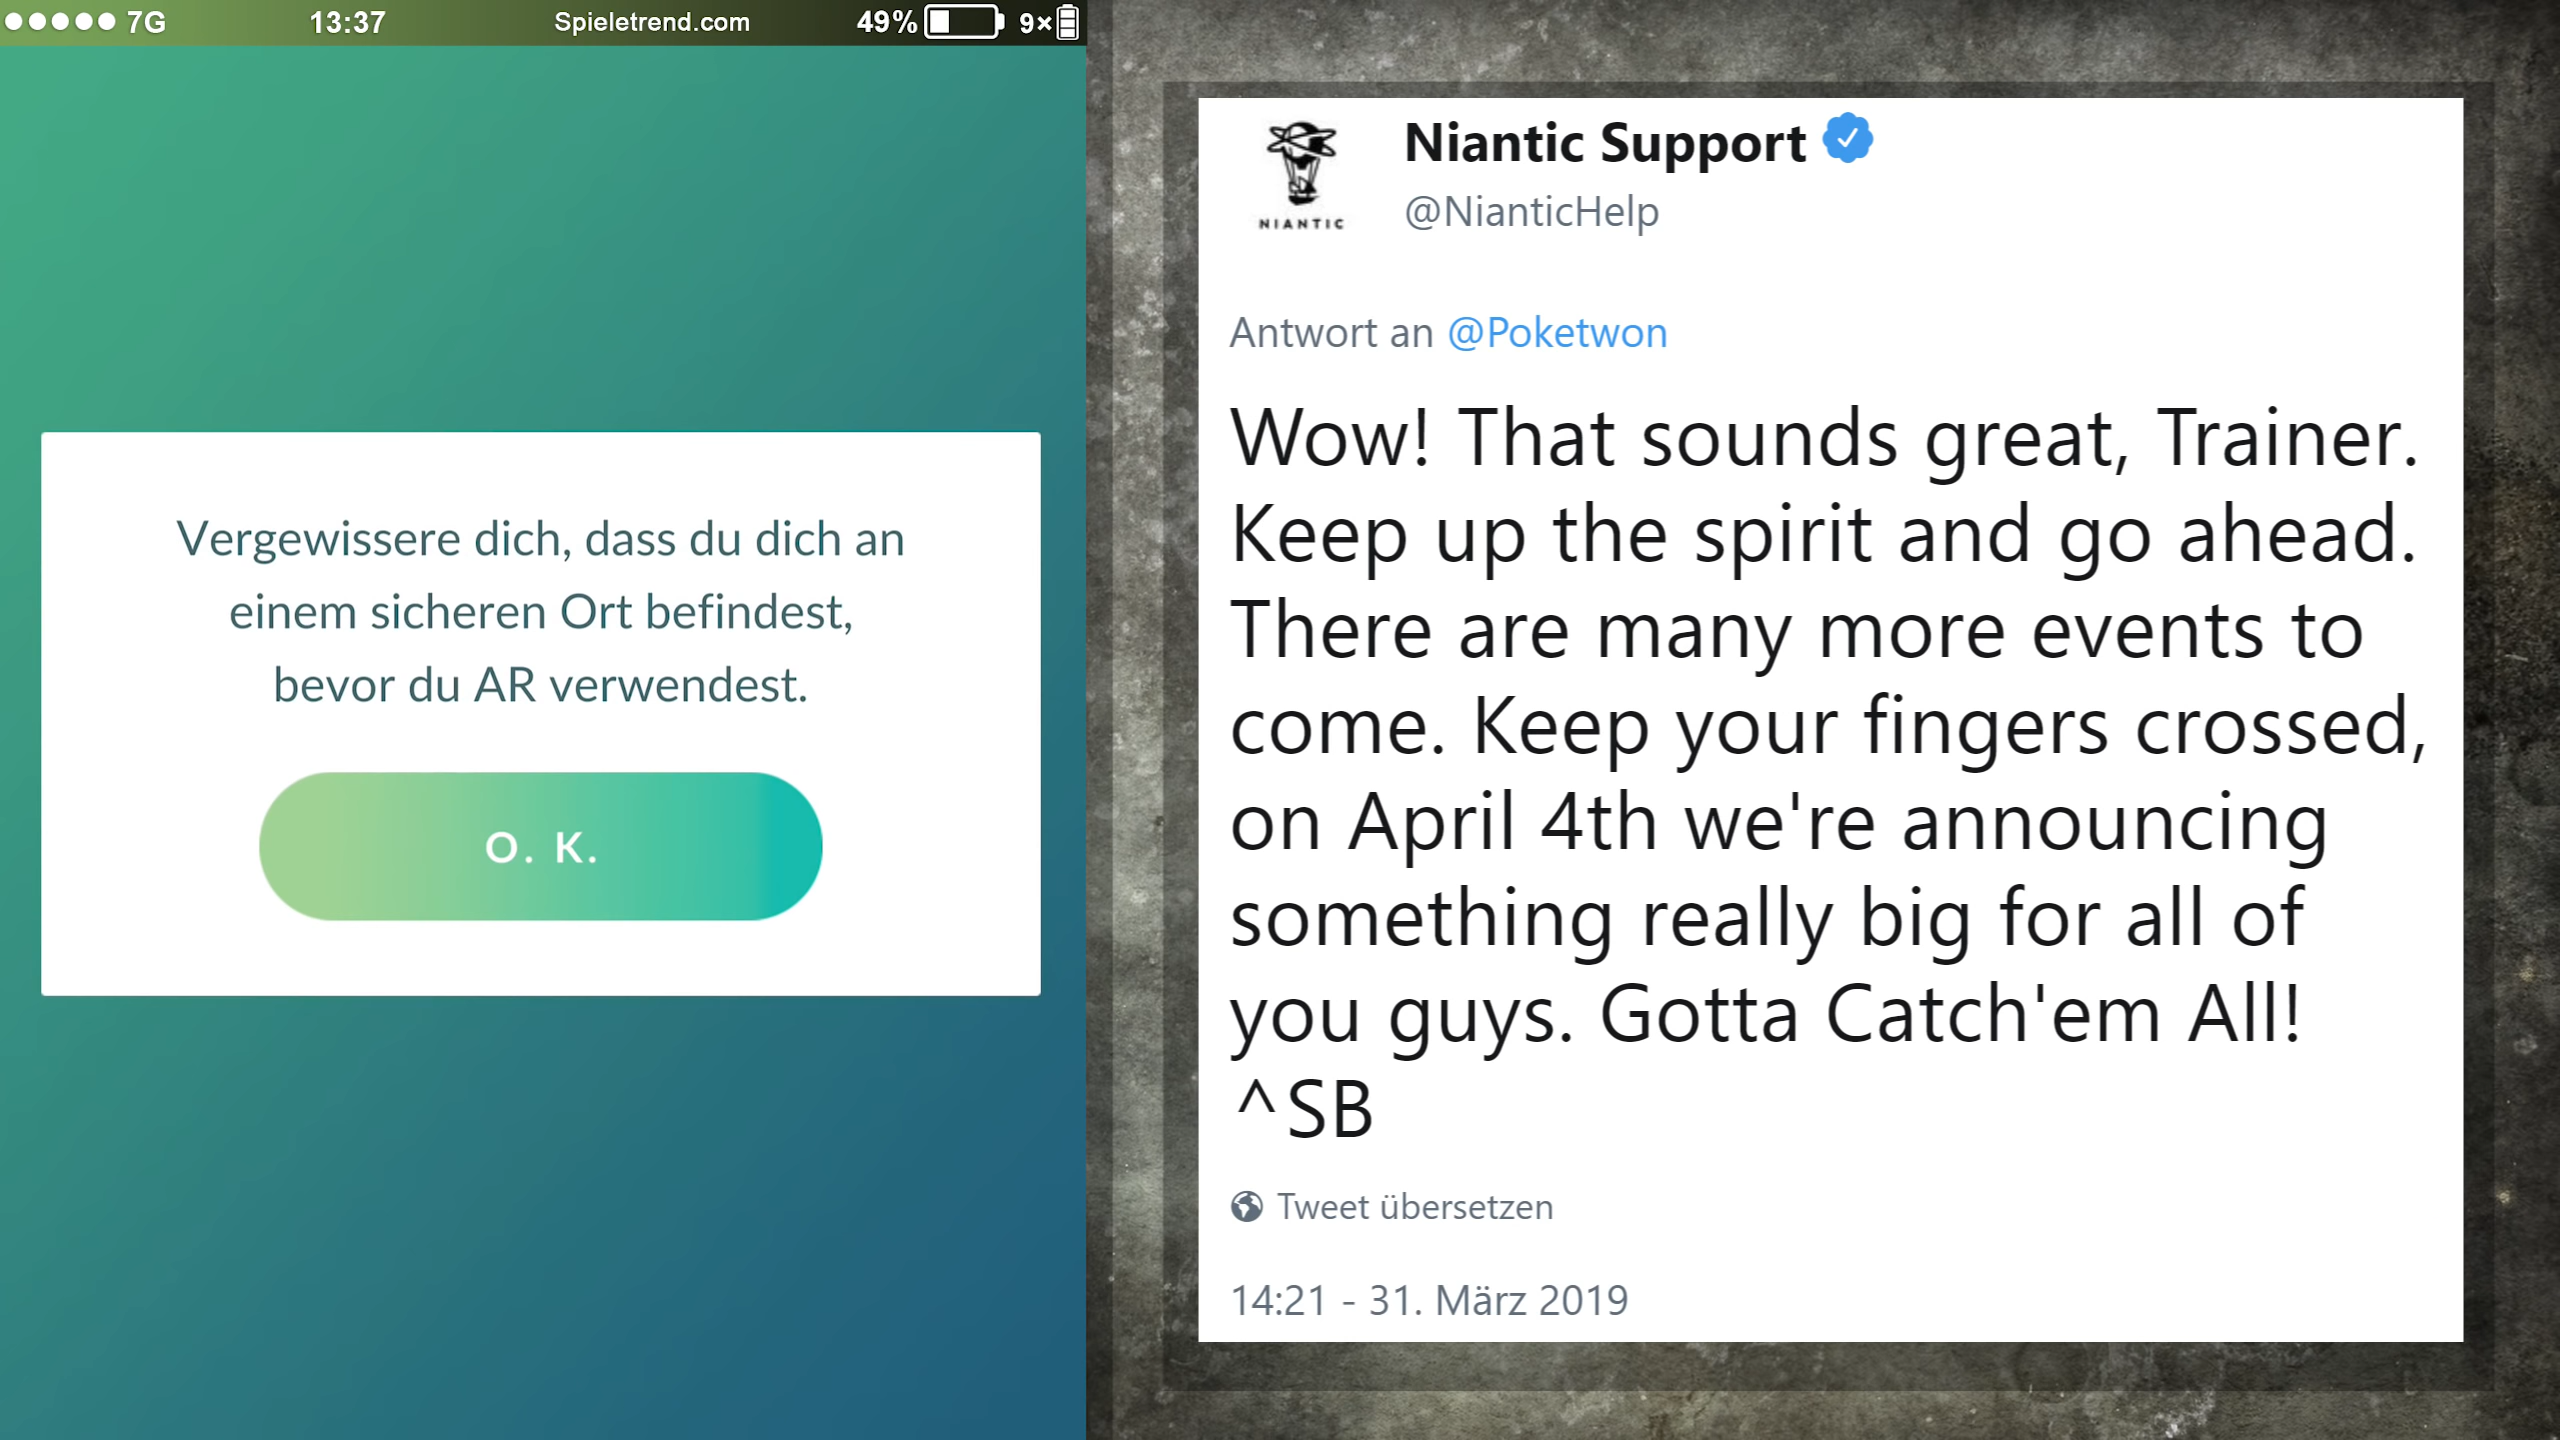 7G 13:37 Spieletrend.com 49% 9×
Vergewissere dich, dass du dich an
einem sicheren Ort befindest,
bevor du AR verwendest.
O. K.
NIANTIC
Niantic Support
@NianticHelp
Antwort an @Poketwon
Wow! That sounds great, Trainer.
Keep up the spirit and go ahead.
There are many more events to
come. Keep your fingers crossed,
on April 4th we're announcing
something really big for all of
you guys. Gotta Catch'em All!
^SB
Tweet übersetzen
14:21 - 31. März 2019